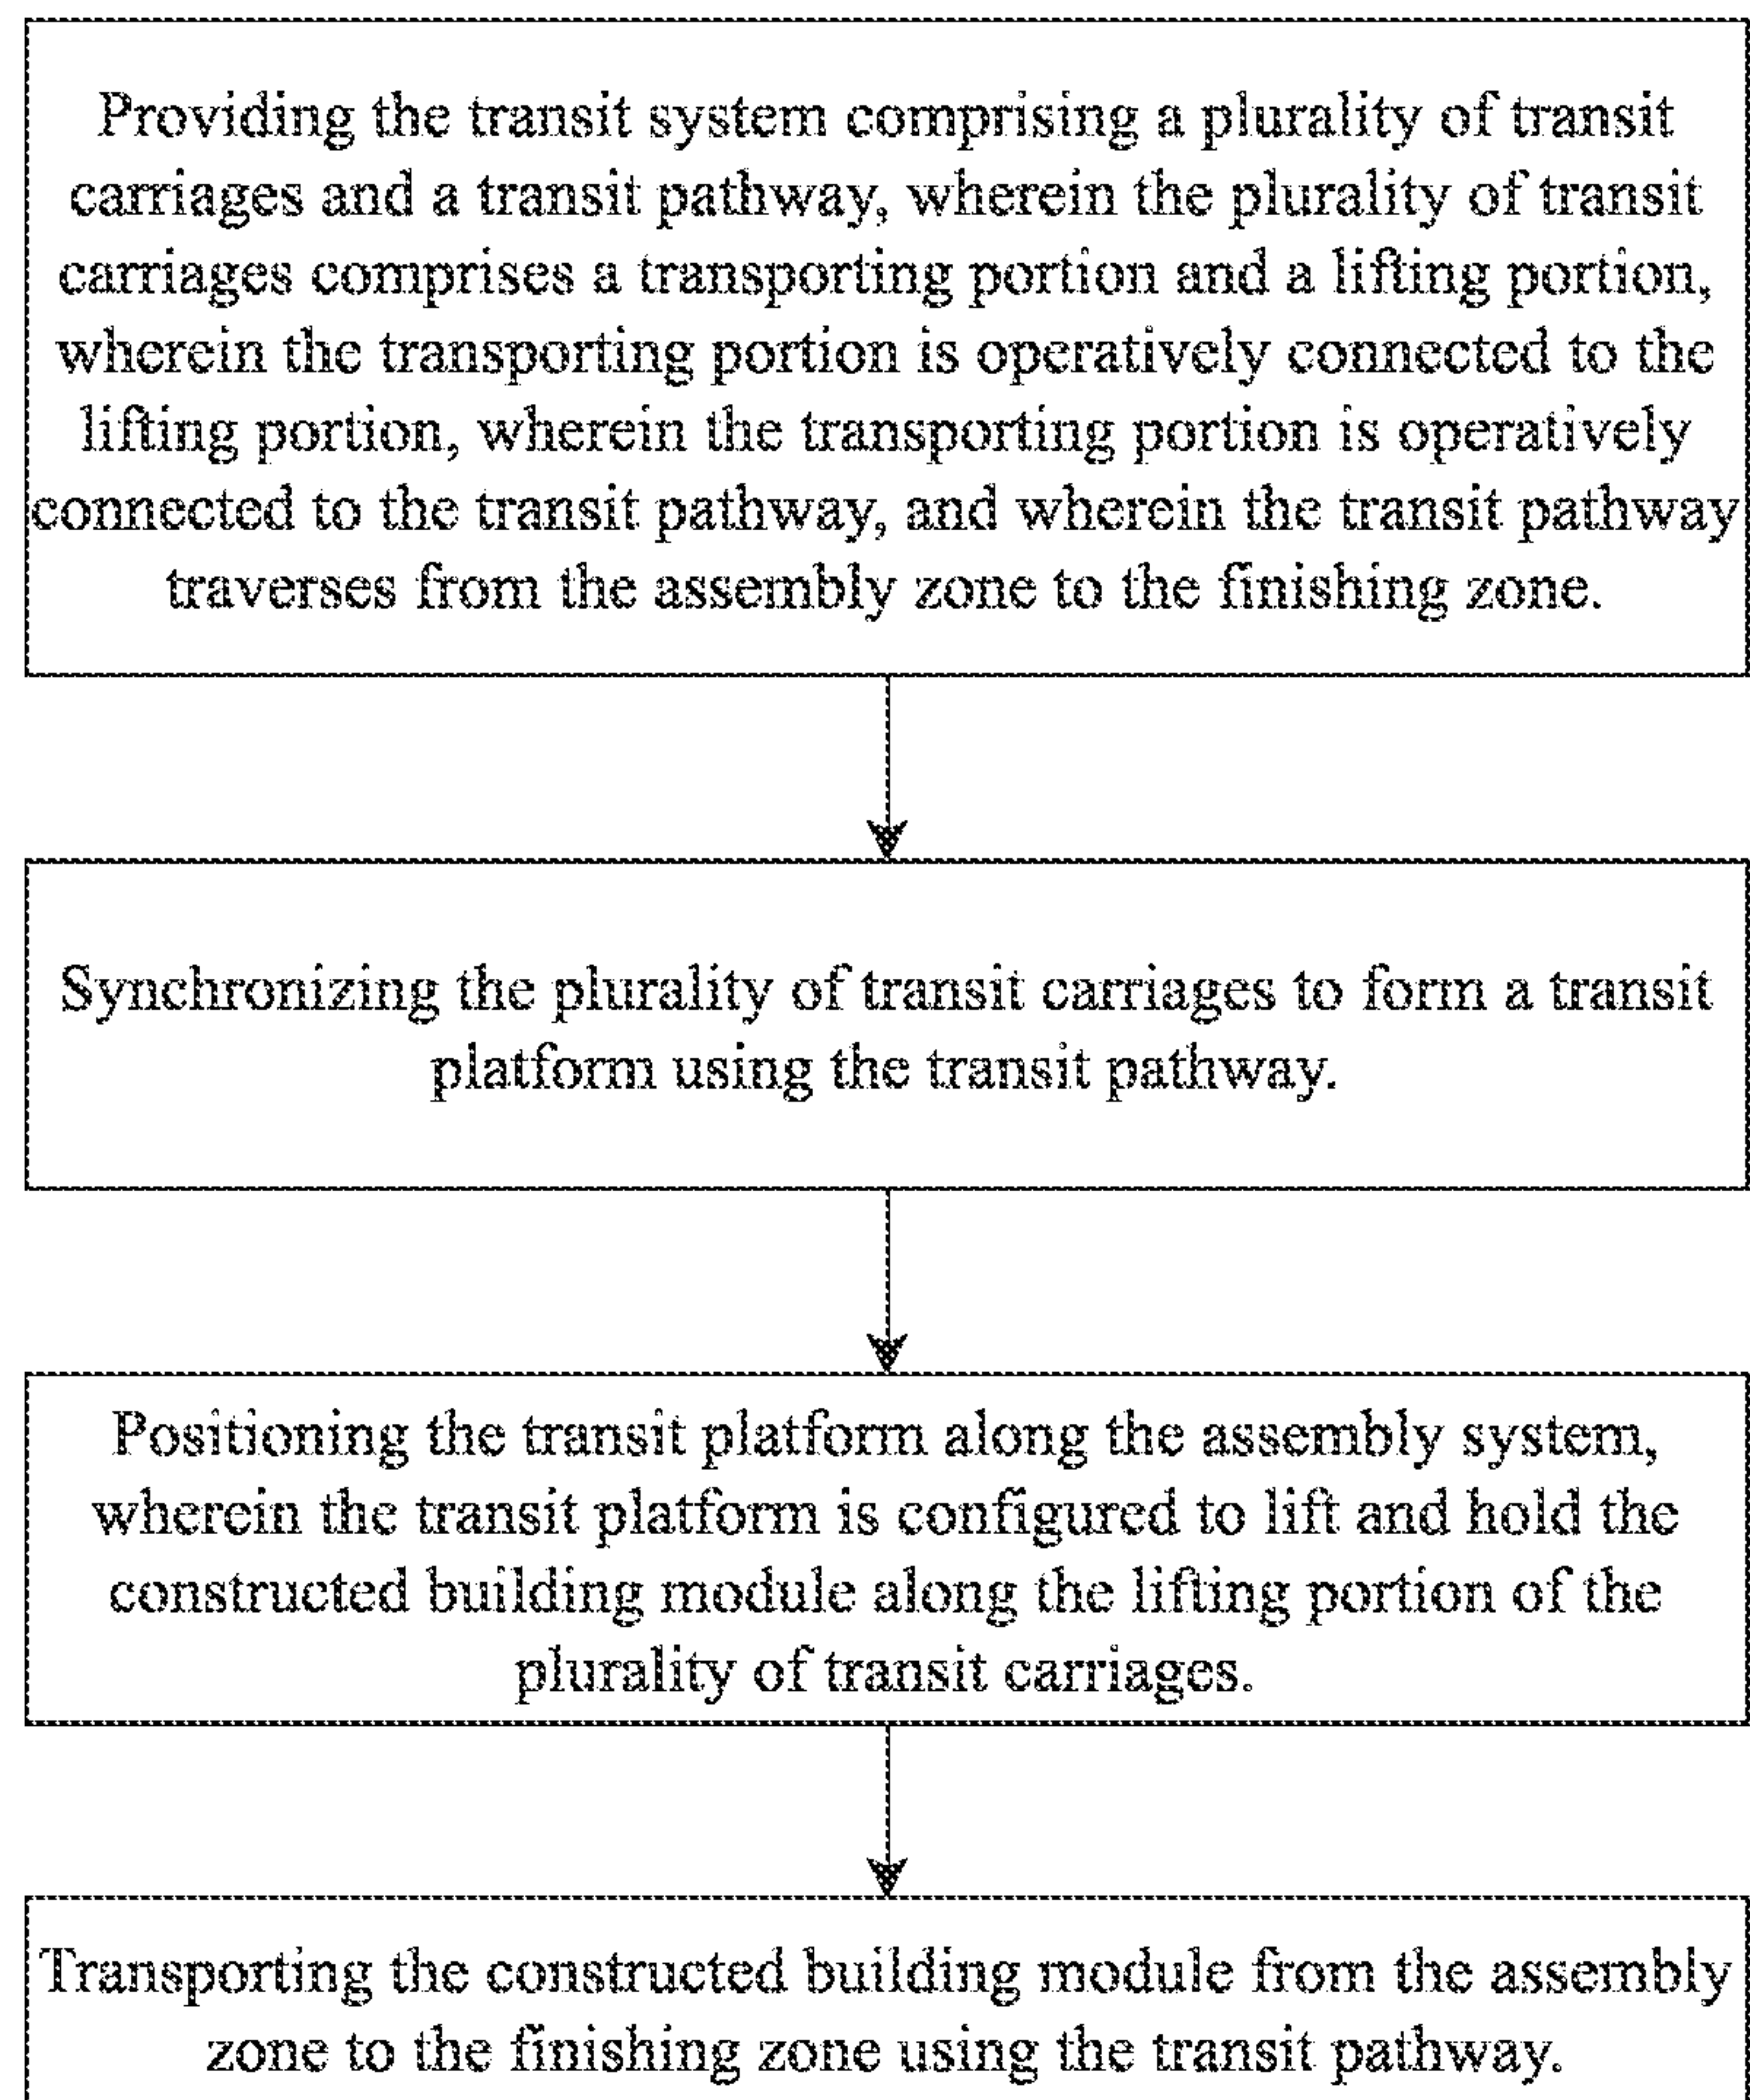 Providing the transit system comprising a plurality of transit
carriages and a transit pathway, wherein the plurality of transit
carriages comprises a transporting portion and a lifting portion,
wherein the transporting portion is operatively connected to the
lifting portion, wherein the transporting portion is operatively
connected to the transit pathway, and wherein the transit pathway
traverses from the assembly zone to the finishing zone.
Synchronizing the plurality of transit carriages to form a transit
platform using the transit pathway.
Positioning the transit platform along the assembly system,
wherein the transit platform is configured to lift and hold the
constructed building module along the lifting portion of the
plurality of transit carriages.
Transporting the constructed building module from the assembly
zone to the finishing zone using the transit pathway.